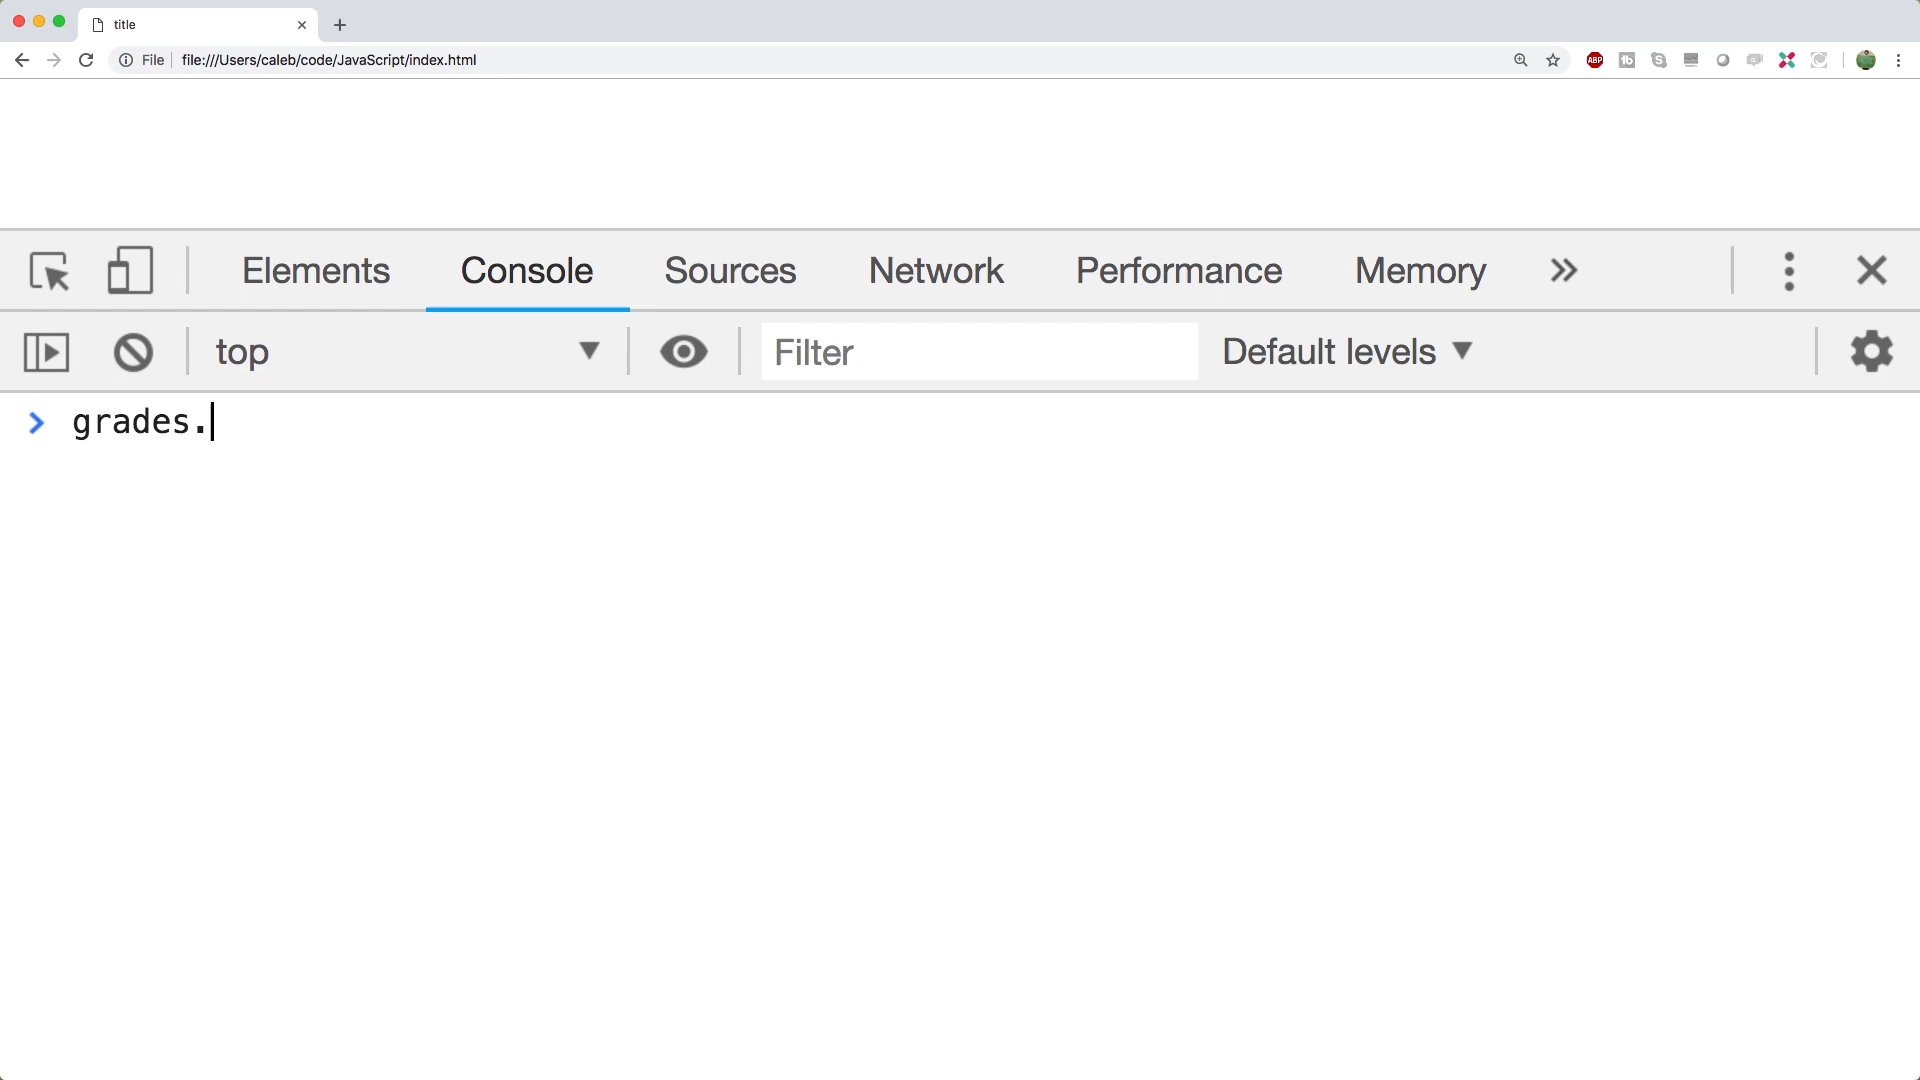 title
File file:///Users/caleb/code/JavaScript/index.html
ABP
Elements Console Sources Network Performance Memory
top Filter Default levels
grades.